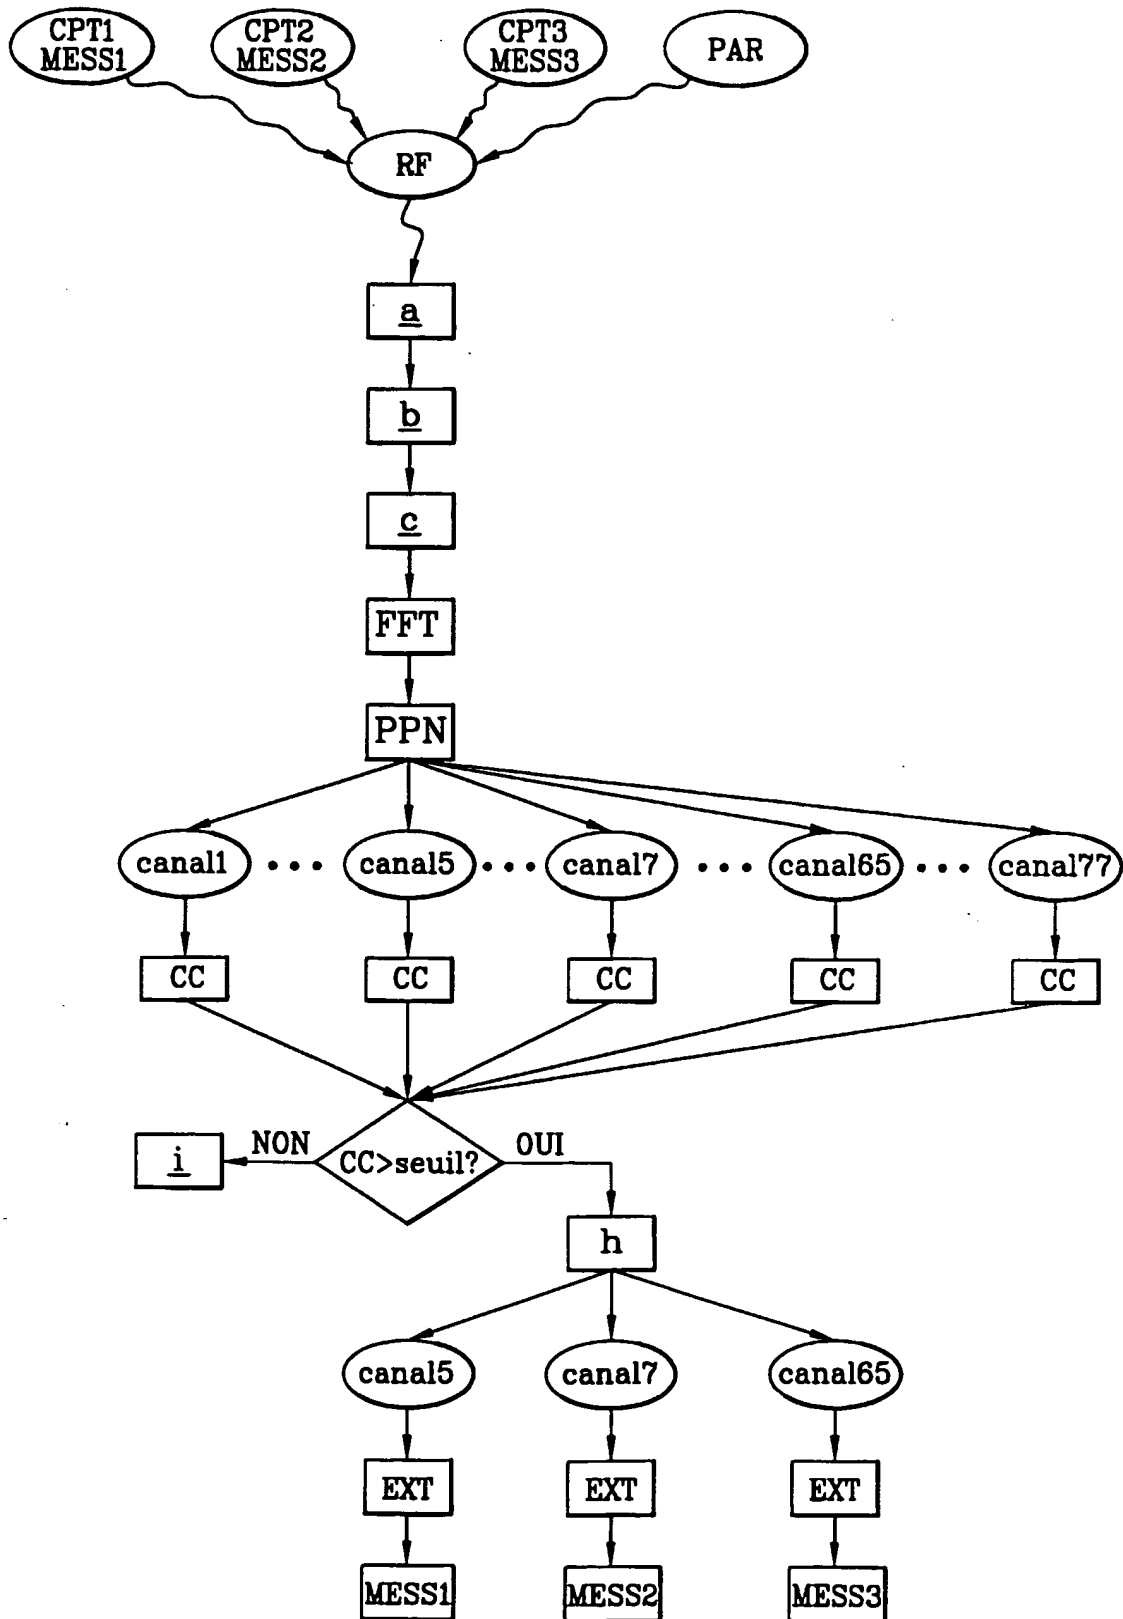 CPT1
MESS1
CPT2
MESS2
CPT3
MESS3
PAR
RF
a
b
c
FFT
PPN
canal1 • • • canal5 • • • canal7 • • • canal65 • • • canal77
CC CC CC CC CC
i NON CC>seuil? OUI
h
canal5 canal7 canal65
EXT EXT EXT
MESS1 MESS2 MESS3